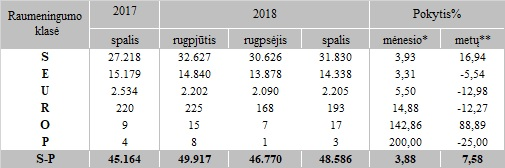 Raumeningumo klasė 2017 2018 Pokytis%
spalis rugpjūtis rugpsėjis spalis mėnesio* metų**
S 27.218 32.627 30.626 31.830 3,93 16,94
E 15.179 14.840 13.878 14.338 3,31 -5,54
U 2.534 2.202 2.090 2.205 5,50 -12,98
R 220 225 168 193 14,88 -12,27
O 9 15 7 17 142,86 88,89
P 4 8 1 3 200,00 -25,00
S-P 45.164 49.917 46.770 48.586 3,88 7,58